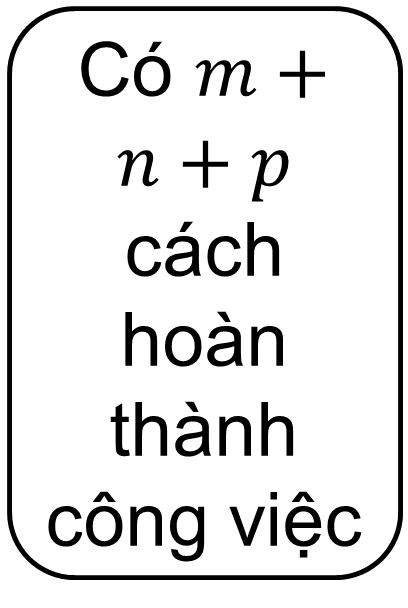 Có m +
n + p
cách
hoàn
thành
công việc